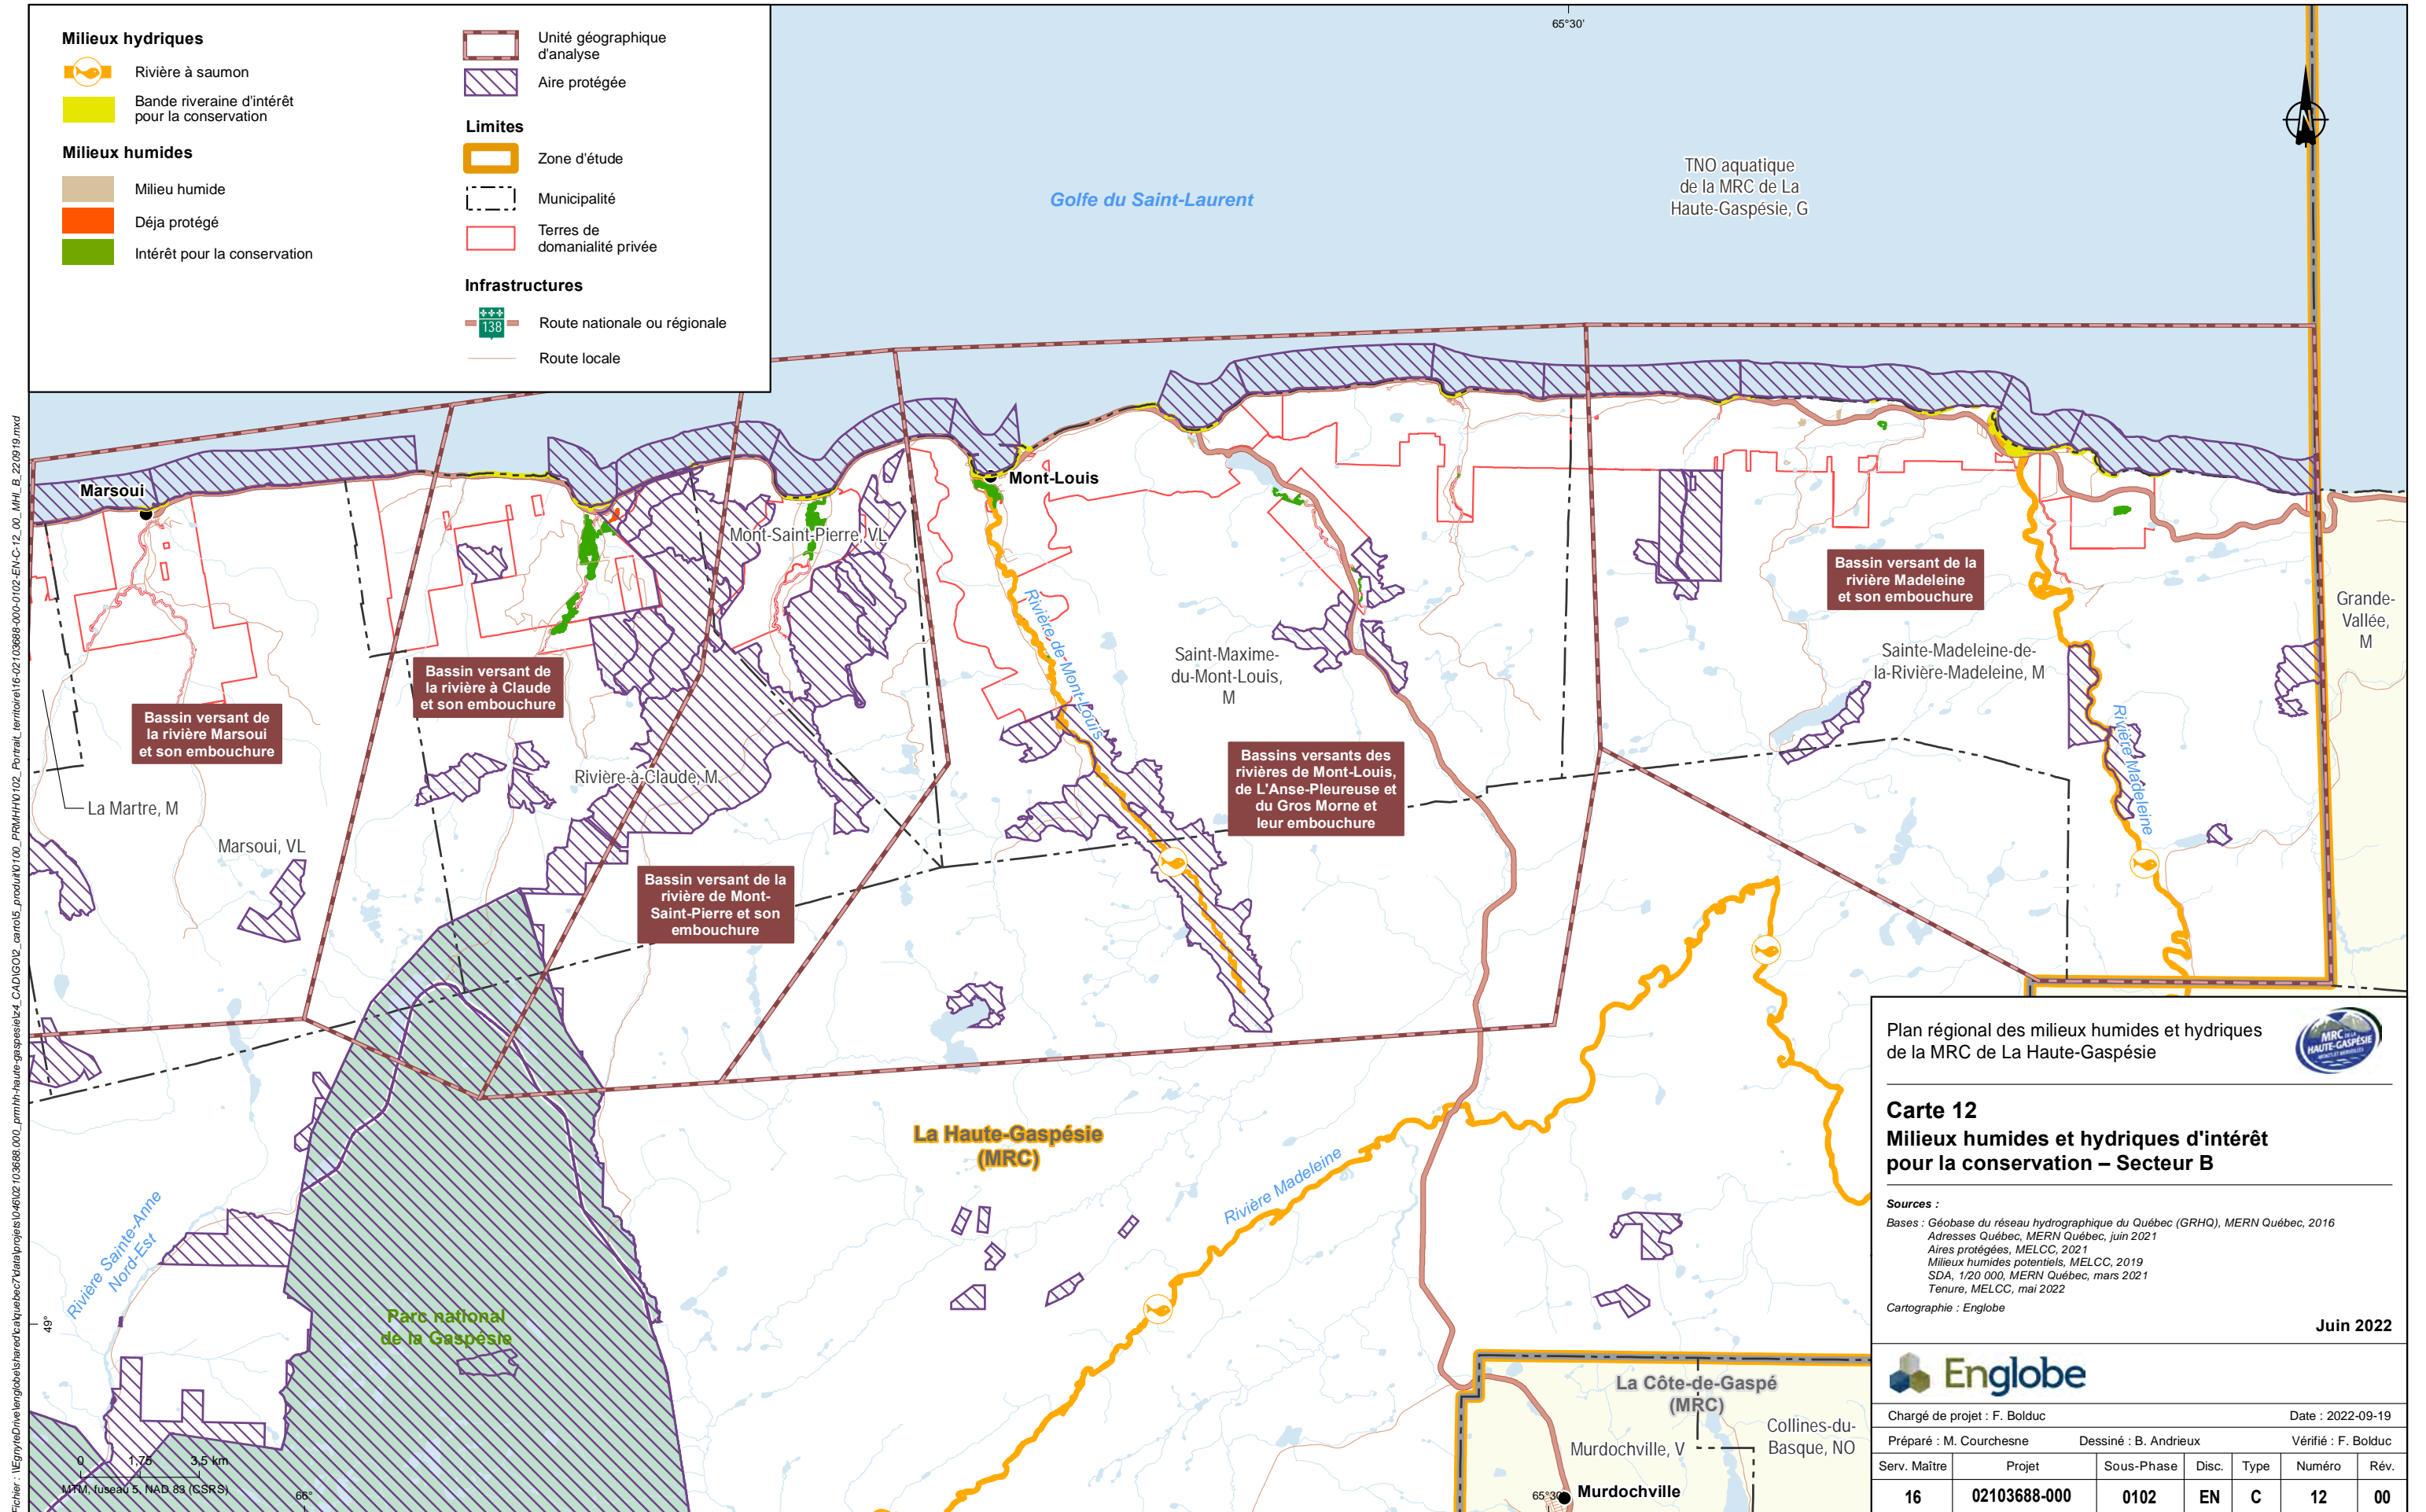 Milieux hydriques
Rivière à saumon
Bande riveraine d'intérêt
pour la conservation
Milieux humides
Milieu humide
Déja protégé
Intérêt pour la conservation
Unité géographique
d'analyse
Aire protégée
Limites
Zone d'étude
Municipalité
Terres de
domanialité privée
Infrastructures
138
Route nationale ou régionale
Route locale
65°30'
N
Golfe du Saint-Laurent
TNO aquatique
de la MRC de La
Haute-Gaspésie, G
Marsoui
Mont-Louis
Mont-Saint-Pierre, VL
Bassin versant de la
rivière Madeleine
et son embouchure
Grande-
Vallée,
M
Rivière de Mont-Louis
Saint-Maxime-
du-Mont-Louis,
M
Sainte-Madeleine-de-
la-Rivière-Madeleine, M
Bassin versant de
la rivière à Claude
et son embouchure
Bassin versant de
la rivière Marsoui
et son embouchure
Rivière Madeleine
Bassins versants des
rivières de Mont-Louis,
de L'Anse-Pleureuse et
du Gros Morne et
leur embouchure
Rivière-à-Claude, M
La Martre, M
Marsoui, VL
Bassin versant de la
rivière de Mont-
Saint-Pierre et son
embouchure
La Haute-Gaspésie
(MRC)
Rivière Madeleine
Rivière Sainte-Anne
Nord-Est
Parc national
de la Gaspésie
49°
La Côte-de-Gaspé
(MRC)
Collines-du-
Basque, NO
Murdochville, V
Murdochville
65°30'
66°
0 1,75 3,5 km
MTM, fuseau 5, NAD 83 (CSRS)
Plan régional des milieux humides et hydriques
de la MRC de La Haute-Gaspésie
MRC DE LA
HAUTE-GASPÉSIE
Carte 12
Milieux humides et hydriques d'intérêt
pour la conservation – Secteur B
Sources :
Bases : Géobase du réseau hydrographique du Québec (GRHQ), MERN Québec, 2016
Adresses Québec, MERN Québec, juin 2021
Aires protégées, MELCC, 2021
Milieux humides potentiels, MELCC, 2019
SDA, 1/20 000, MERN Québec, mars 2021
Tenure, MELCC, mai 2022
Cartographie : Englobe
Juin 2022
Englobe
Chargé de projet : F. Bolduc Date : 2022-09-19
Préparé : M. Courchesne Dessiné : B. Andrieux Vérifié : F. Bolduc
Serv. Maître Projet Sous-Phase Disc. Type Numéro Rév.
16 02103688-000 0102 EN C 12 00